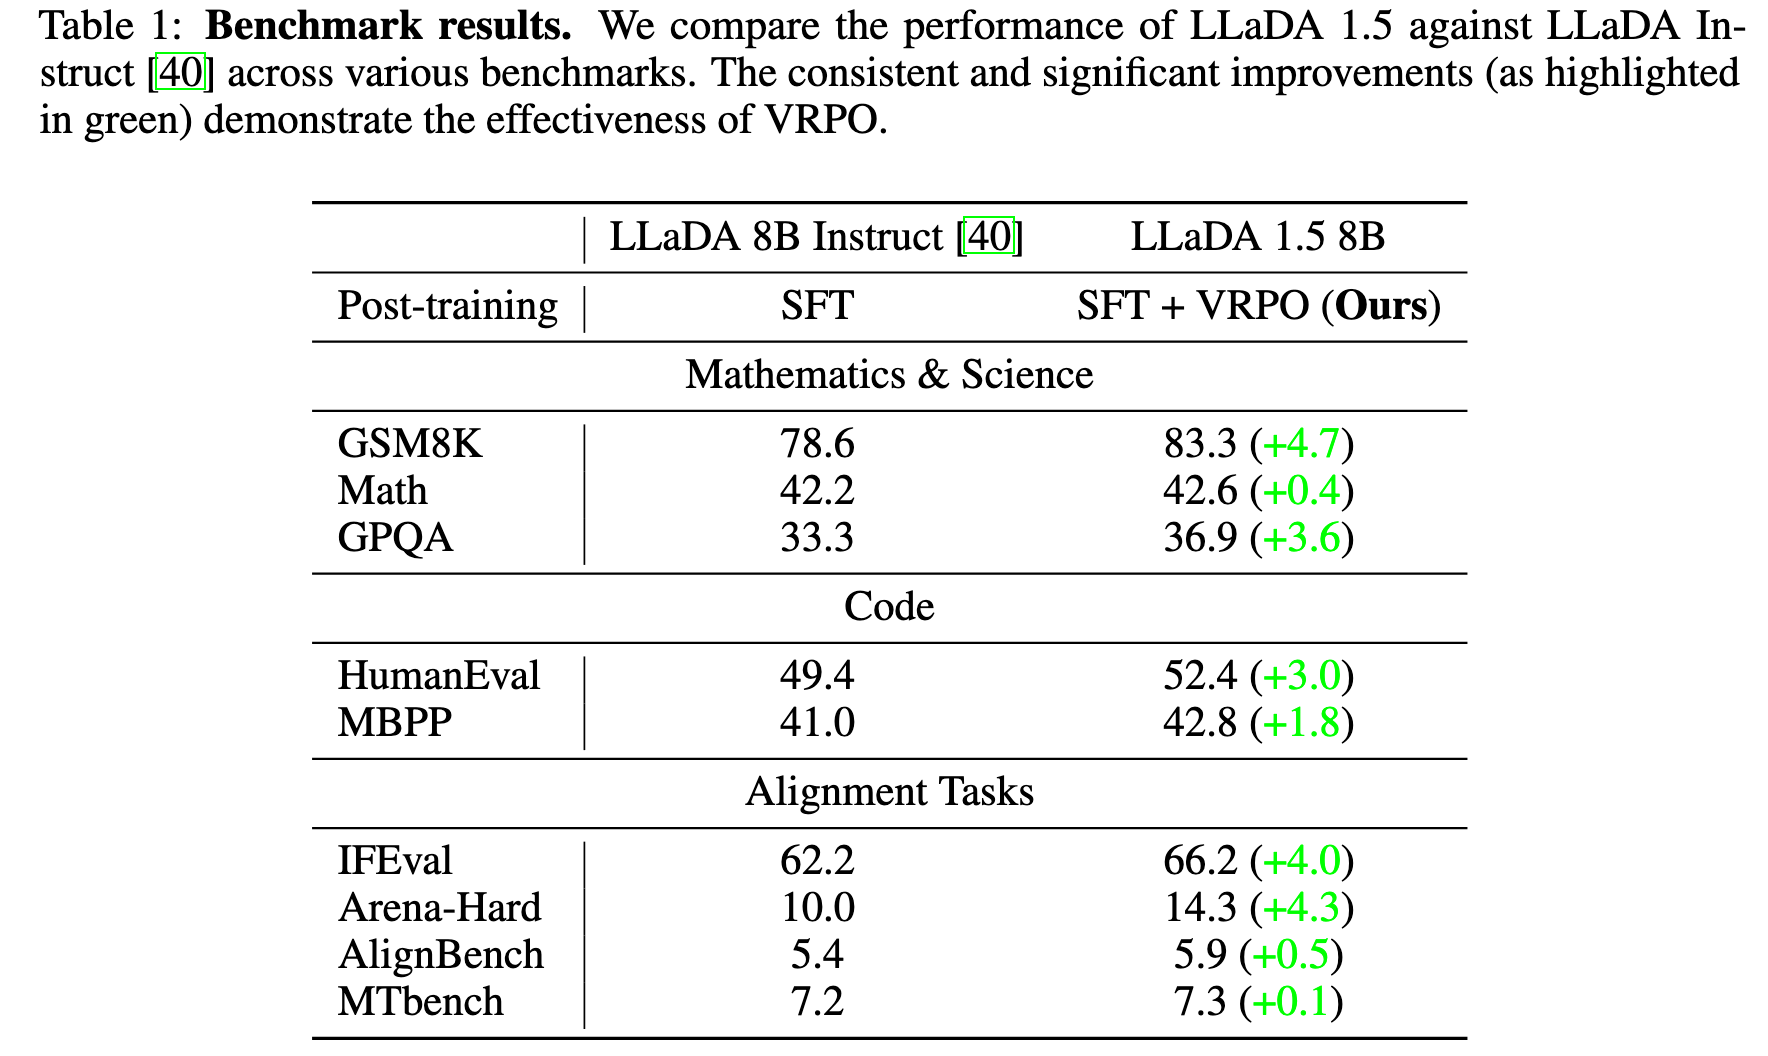 Table 1: Benchmark results. We compare the performance of LLaDA 1.5 against LLaDA In-
struct [40] across various benchmarks. The consistent and significant improvements (as highlighted
in green) demonstrate the effectiveness of VRPO.
LLaDA 8B Instruct [40] LLaDA 1.5 8B
Post-training SFT SFT + VRPO (Ours)
Mathematics & Science
GSM8K 78.6 83.3 (+4.7)
Math 42.2 42.6 (+0.4)
GPQA 33.3 36.9 (+3.6)
Code
HumanEval 49.4 52.4 (+3.0)
MBPP 41.0 42.8 (+1.8)
Alignment Tasks
IFEval 62.2 66.2 (+4.0)
Arena-Hard 10.0 14.3 (+4.3)
AlignBench 5.4 5.9 (+0.5)
MTbench 7.2 7.3 (+0.1)